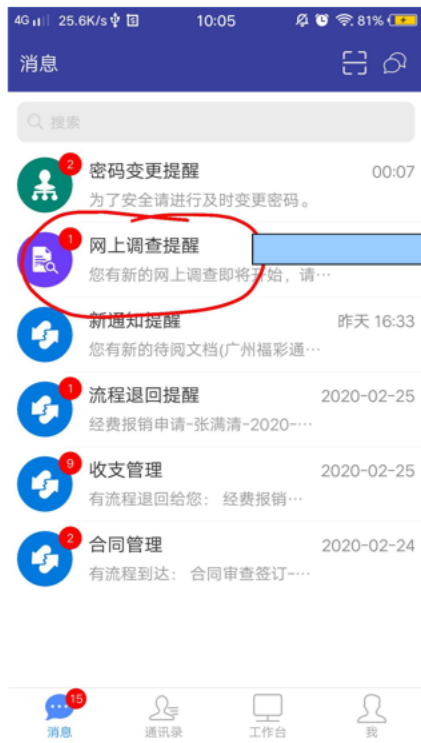 4G 25.6K/s 10:05 81%
消息
搜索
2
密码变更提醒 00:07
为了安全请进行及时变更密码。
1
网上调查提醒
您有新的网上调查即将开始，请…
新通知提醒 昨天 16:33
您有新的待阅文档(广州福彩通…
1
流程退回提醒 2020-02-25
经费报销申请-张满清-2020-…
9
收支管理 2020-02-25
有流程退回给您： 经费报销…
2
合同管理 2020-02-24
有流程到达： 合同审查签订-…
15
消息 通讯录 工作台 我